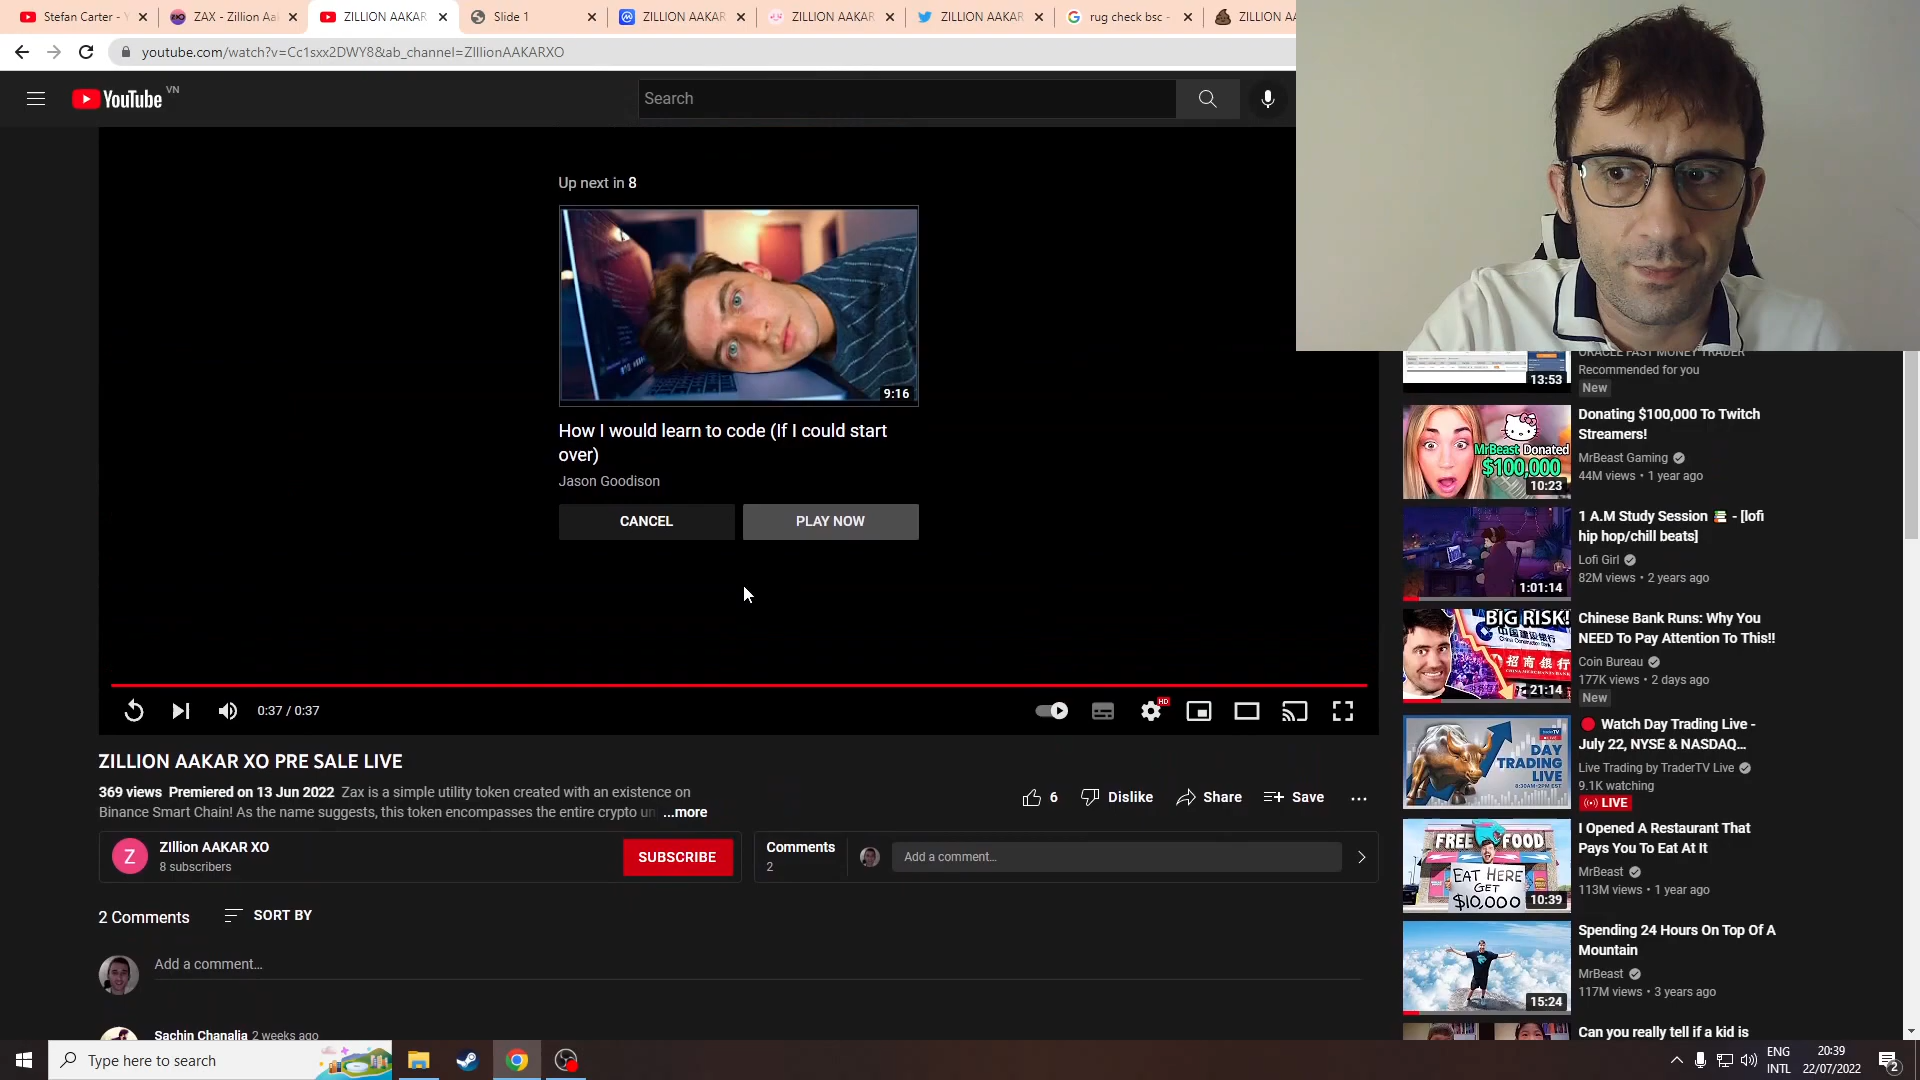 Stefan Carter - Y
ZAX - Zillion Aa
ZILLION AAKAR
Slide 1
ZILLION AAKAR
ZILLION AAKAR
ZILLION AAKAR
rug check bsc -
ZILLION AA
youtube.com/watch?v=Cc1sxx2DWY8&ab_channel=ZIllionAAKARXO
YouTube VN
Search
Up next in 8
9:16
How I would learn to code (If I could start
over)
Jason Goodison
CANCEL
PLAY NOW
0:37 / 0:37
HD
ZILLION AAKAR XO PRE SALE LIVE
369 views Premiered on 13 Jun 2022 Zax is a simple utility token created with an existence on
Binance Smart Chain! As the name suggests, this token encompasses the entire crypto un ...more
6
Dislike
Share
Save
Z
ZIllion AAKAR XO
8 subscribers
SUBSCRIBE
Comments
2
Add a comment...
2 Comments
SORT BY
Add a comment...
Sachin Chanalia 2 weeks ago
ORACLE FAST MONEY TRADER
Recommended for you
New
13:53
Donating $100,000 To Twitch
Streamers!
MrBeast Gaming
44M views • 1 year ago
MrBeast Donated
$100,000
10:23
1 A.M Study Session 📚 - [lofi
hip hop/chill beats]
Lofi Girl
82M views • 2 years ago
1:01:14
Chinese Bank Runs: Why You
NEED To Pay Attention To This!!
Coin Bureau
177K views • 2 days ago
New
BIG RISK!
招商银行
21:14
🔴 Watch Day Trading Live -
July 22, NYSE & NASDAQ...
Live Trading by TraderTV Live
9.1K watching
LIVE
DAY
TRADING
LIVE
I Opened A Restaurant That
Pays You To Eat At It
MrBeast
113M views • 1 year ago
FREE FOOD
EAT HERE
GET
$10,000
10:39
Spending 24 Hours On Top Of A
Mountain
MrBeast
117M views • 3 years ago
15:24
Can you really tell if a kid is
Type here to search
ENG
INTL
20:39
22/07/2022
2